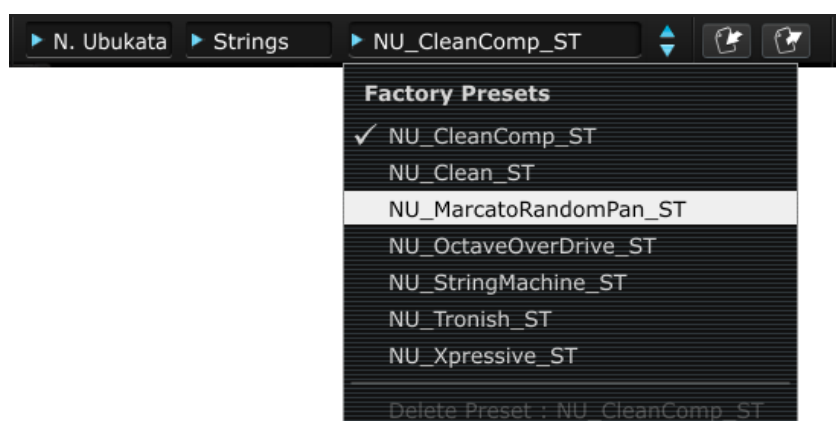 N. Ubukata Strings NU_CleanComp_ST
Factory Presets
NU_CleanComp_ST
NU_Clean_ST
NU_MarcatoRandomPan_ST
NU_OctaveOverDrive_ST
NU_StringMachine_ST
NU_Tronish_ST
NU_Xpressive_ST
Delete Preset : NU_CleanComp_ST